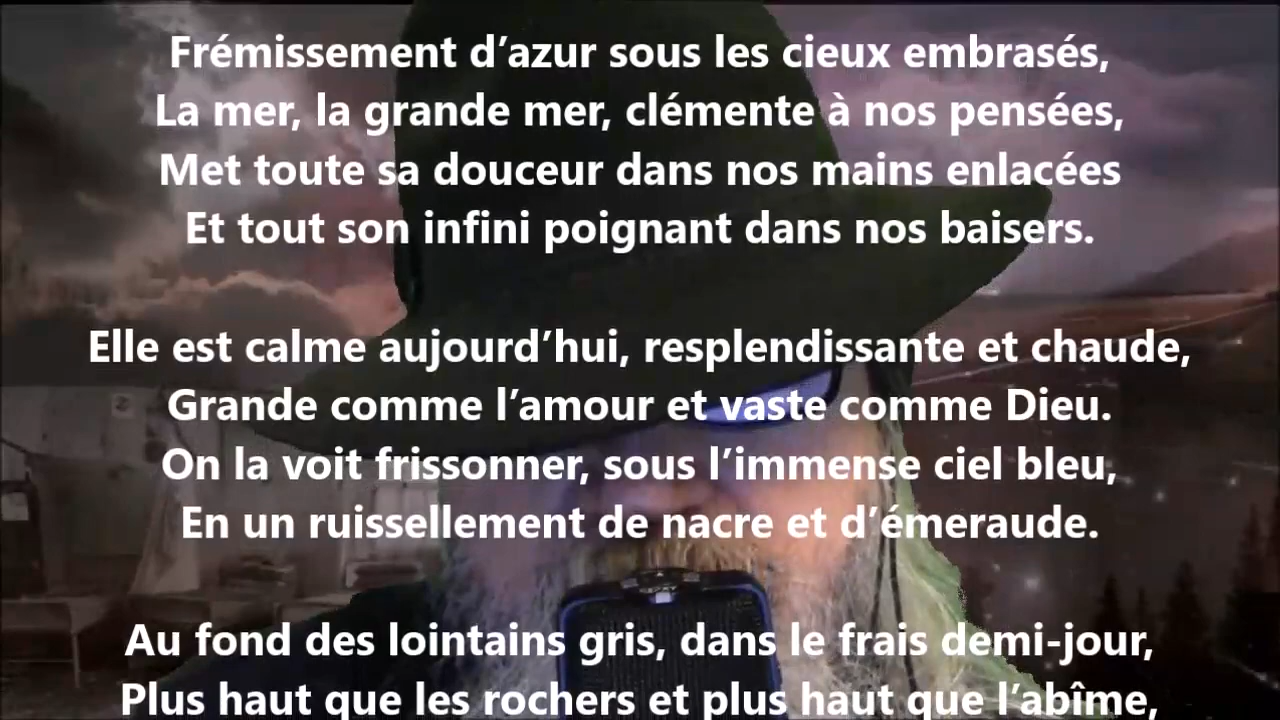 Frémissement d’azur sous les cieux embrasés,
La mer, la grande mer, clémente à nos pensées,
Met toute sa douceur dans nos mains enlacées
Et tout son infini poignant dans nos baisers.
Elle est calme aujourd’hui, resplendissante et chaude,
Grande comme l’amour et vaste comme Dieu.
On la voit frissonner, sous l’immense ciel bleu,
En un ruissellement de nacre et d’émeraude.
Au fond des lointains gris, dans le frais demi-jour,
Plus haut que les rochers et plus haut que l’abîme,